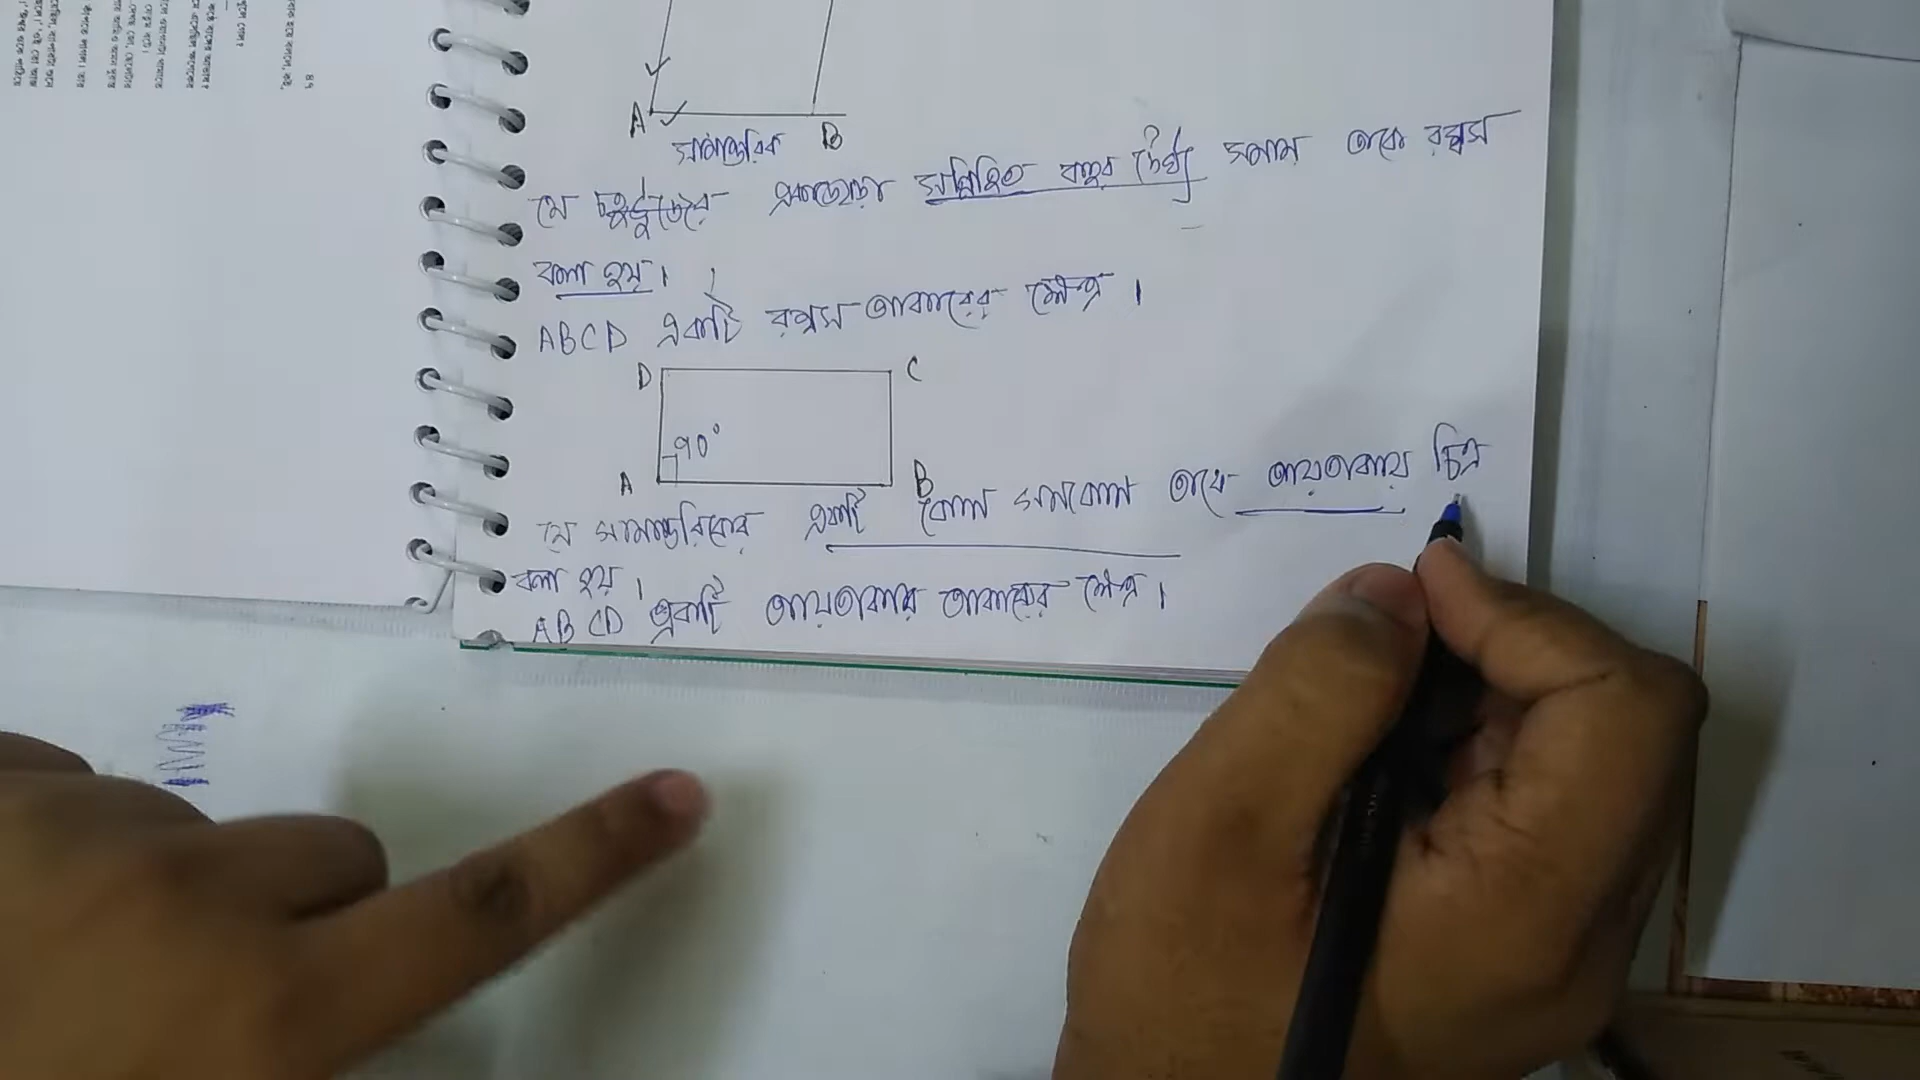 A
B
সামান্তরিক
যে চতুর্ভুজের একজোড়া সন্নিহিত বাহুর দৈর্ঘ্য সমান তাকে রম্বস
বলা হয়।
ABCD একটি রম্বস আকারের ক্ষেত্র।
D C
90°
A B
যে সামান্তরিকের একটি কোণ সমকোণ তাকে আয়তাকার চিত্র
বলা হয়।
ABCD একটি আয়তাকার আকারের ক্ষেত্র।